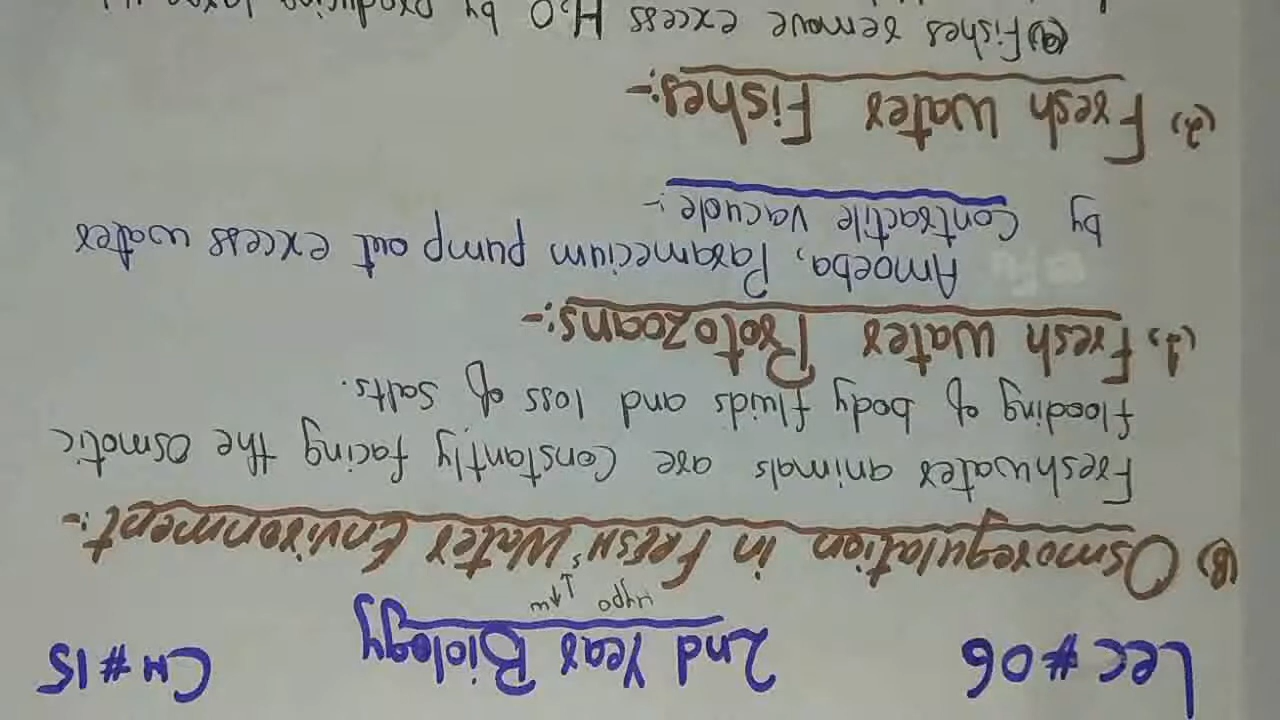 Lec #06 2nd Year Biology CH #15
hypo ↓s ↑w
(B) Osmoregulation in FRESH Water Environment:-
Freshwater animals are Constantly facing the Osmotic
flooding of body fluids and loss of Salts.
(1) Fresh water Protozoans:-
Amoeba, Paramecium pump out excess water
by Contractile vacuole:-
(2) Fresh water Fishes:-
(a) Fishes remove excess H₂O by producing large